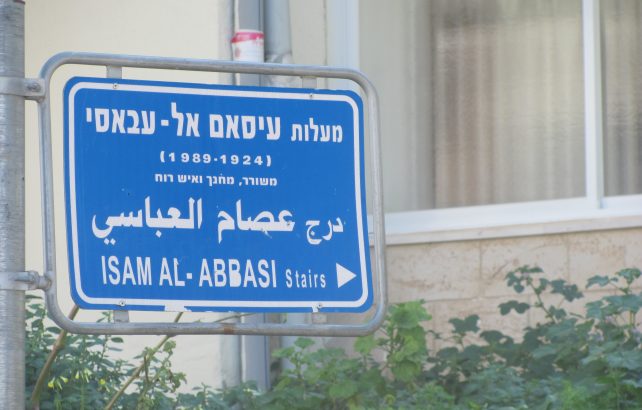 מעלות עיסאם אל-עבאסי
(1989-1924)
משורר, מחנך ואיש רוח
درج عصام العباسي
ISAM AL-ABBASI Stairs